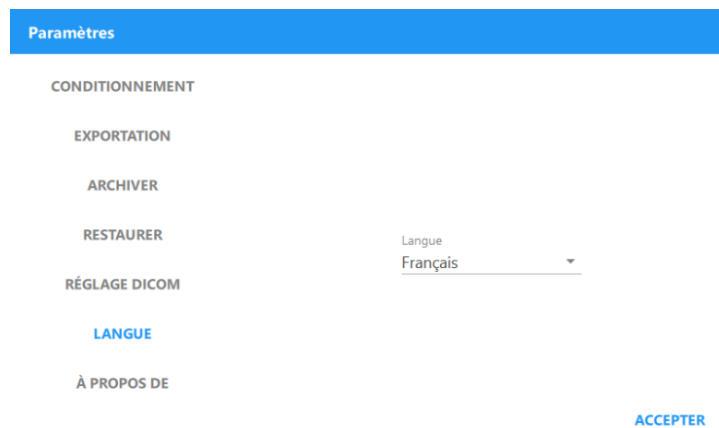 Paramètres
CONDITIONNEMENT
EXPORTATION
ARCHIVER
RESTAURER
RÉGLAGE DICOM
LANGUE
À PROPOS DE
Langue
Français
ACCEPTER